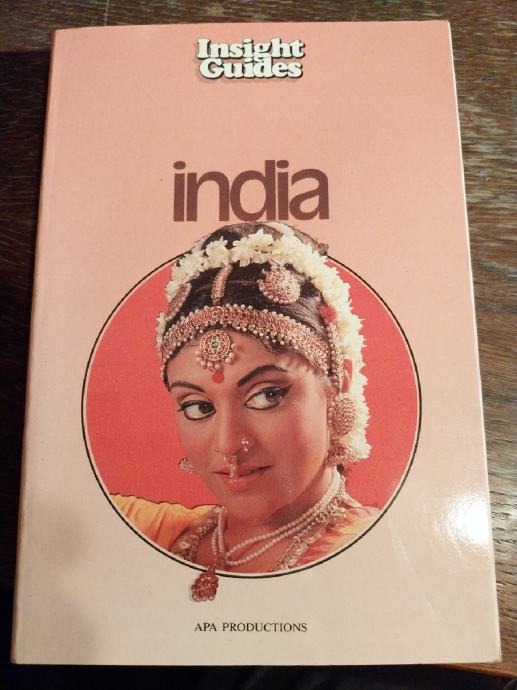 Insight
Guides
india
APA PRODUCTIONS